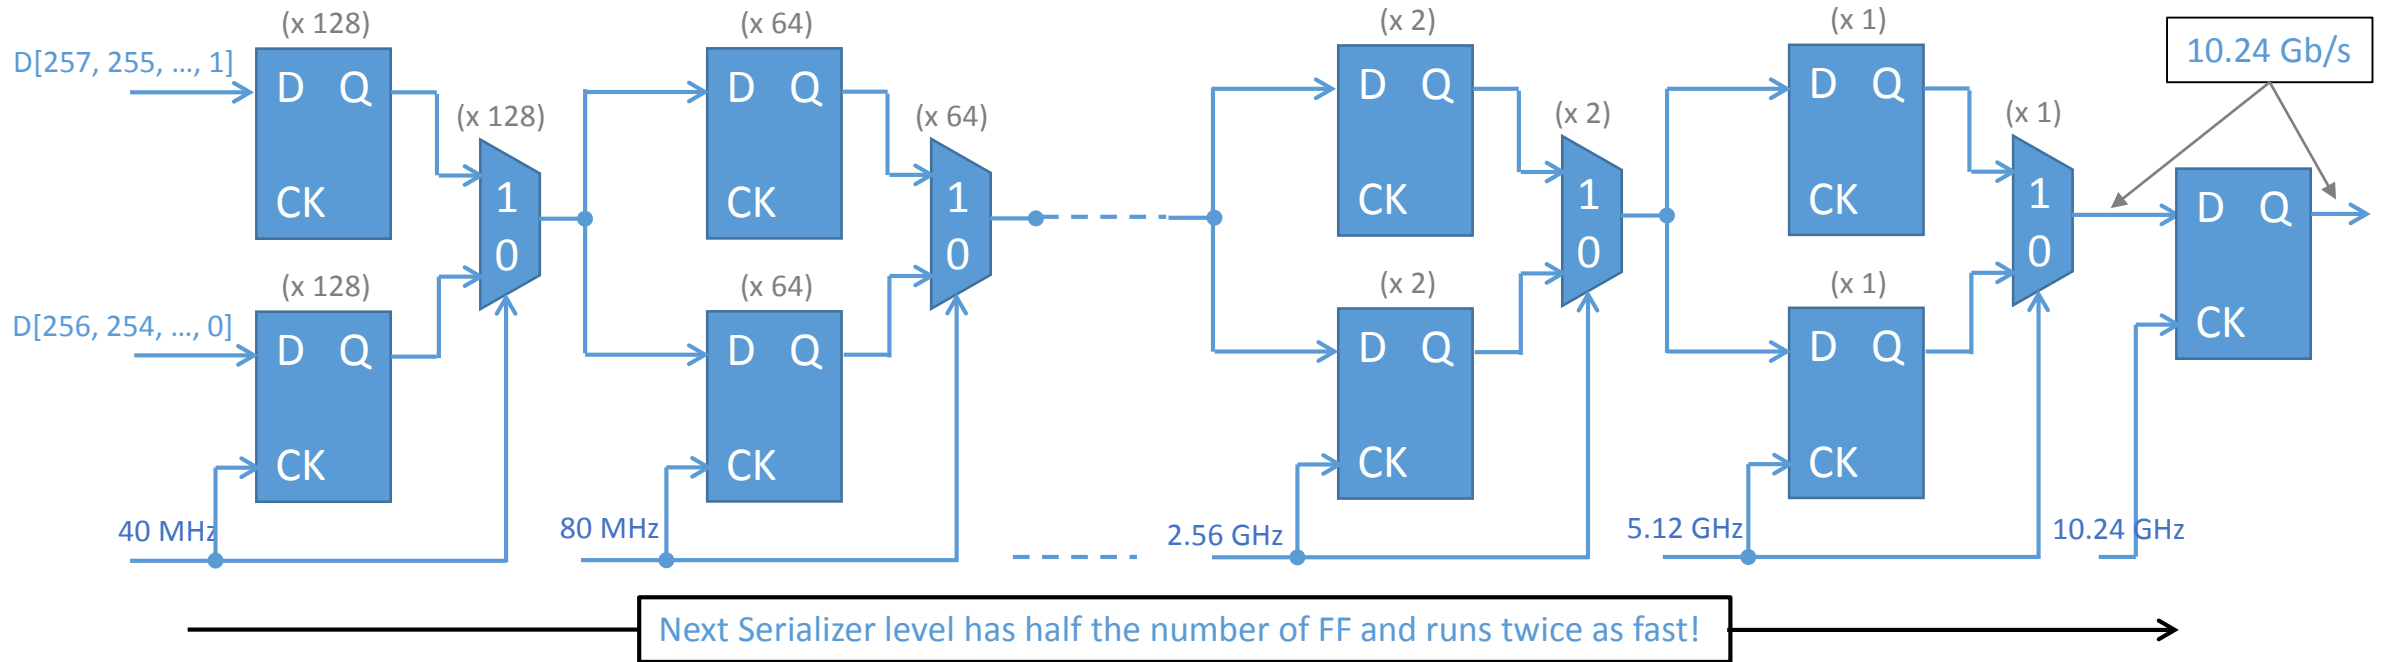 D[257, 255, ..., 1]
(x 128)
D Q
CK
(x 128)
1
0
D[256, 254, ..., 0]
(x 128)
D Q
CK
40 MHz
(x 64)
D Q
CK
(x 64)
1
0
(x 64)
D Q
CK
80 MHz
(x 2)
D Q
CK
(x 2)
1
0
(x 2)
D Q
CK
2.56 GHz
(x 1)
D Q
CK
(x 1)
1
0
(x 1)
D Q
CK
5.12 GHz
10.24 Gb/s
D Q
CK
10.24 GHz
Next Serializer level has half the number of FF and runs twice as fast!